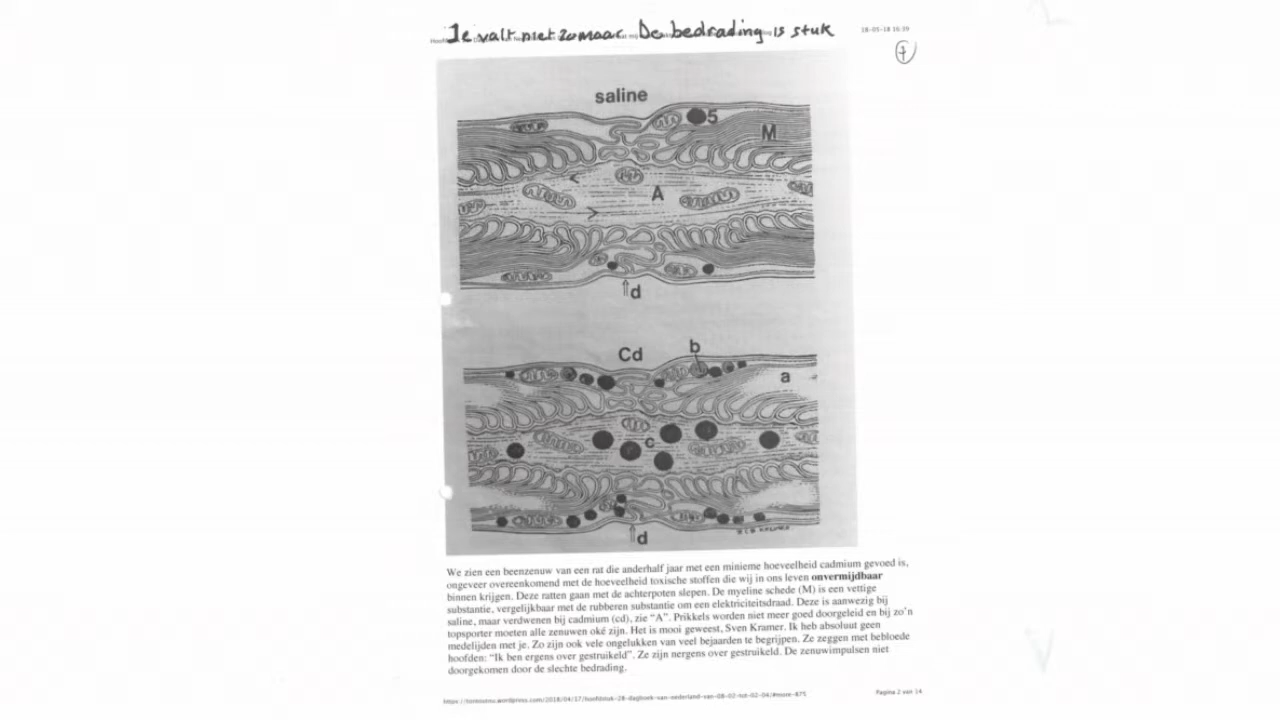 Je valt niet zomaar. De bedrading is stuk
18-05-18 16:39
7
saline
5
M
A
d
Cd
b
a
c
d
We zien een beenzenuw van een rat die anderhalf jaar met een minieme hoeveelheid cadmium gevoed is,
ongeveer overeenkomend met de hoeveelheid toxische stoffen die wij in ons leven onvermijdbaar
binnen krijgen. Deze ratten gaan met de achterpoten slepen. De myeline schede (M) is een vettige
substantie, vergelijkbaar met de rubberen substantie om een elektriciteitsdraad. Deze is aanwezig bij
saline, maar verdwenen bij cadmium (cd), zie “A”. Prikkels worden niet meer goed doorgeleid en bij zo’n
topsporter moeten alle zenuwen oké zijn. Het is mooi geweest, Sven Kramer. Ik heb absoluut geen
medelijden met je. Zo zijn ook vele ongelukken van veel bejaarden te begrijpen. Ze zeggen met bebloede
hoofden: “Ik ben ergens over gestruikeld”. Ze zijn nergens over gestruikeld. De zenuwimpulsen niet
doorgekomen door de slechte bedrading.
Pagina 2 van 14